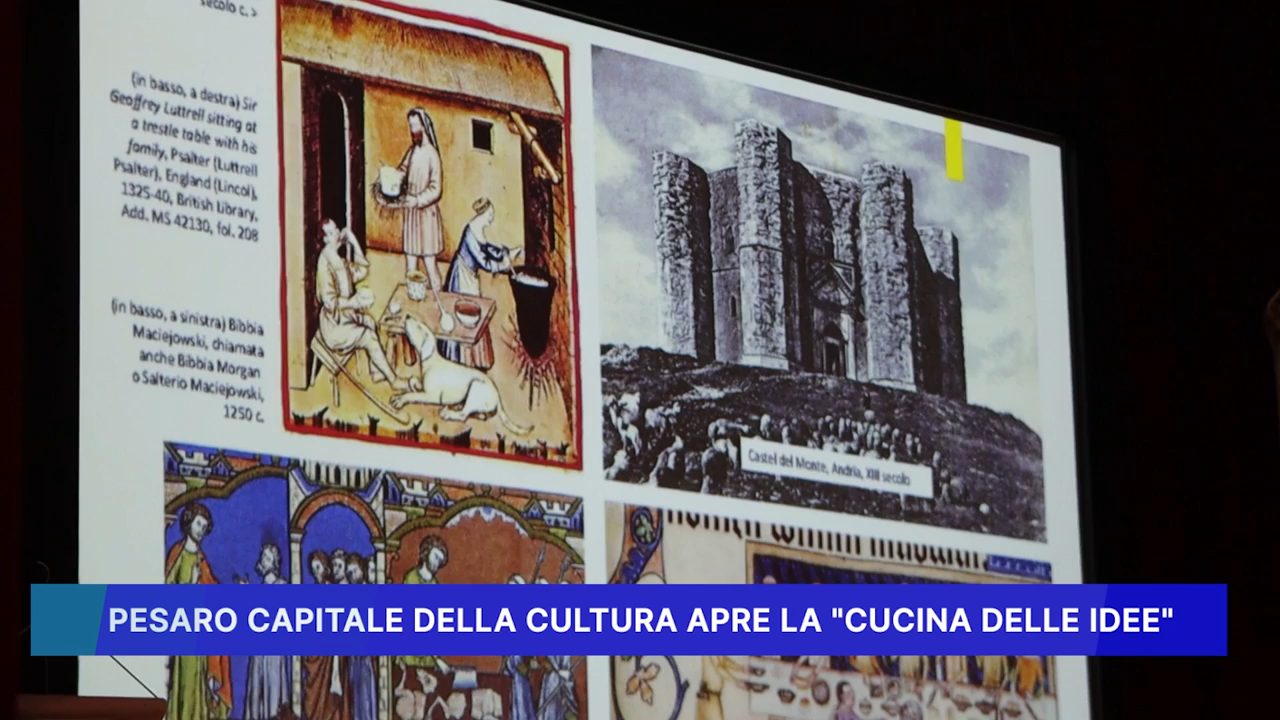 secolo c. >
(in basso, a destra) Sir
Geoffrey Luttrell sitting at
a trestle table with his
family, Psalter (Luttrell
Psalter), England (Lincol),
1325-40, British Library,
Add. MS 42130, fol. 208
(in basso, a sinistra) Bibbia
Maciejowski, chiamata
anche Bibbia Morgan
o Salterio Maciejowski,
1250 c.
Castel del Monte, Andria, XIII secolo
PESARO CAPITALE DELLA CULTURA APRE LA "CUCINA DELLE IDEE"